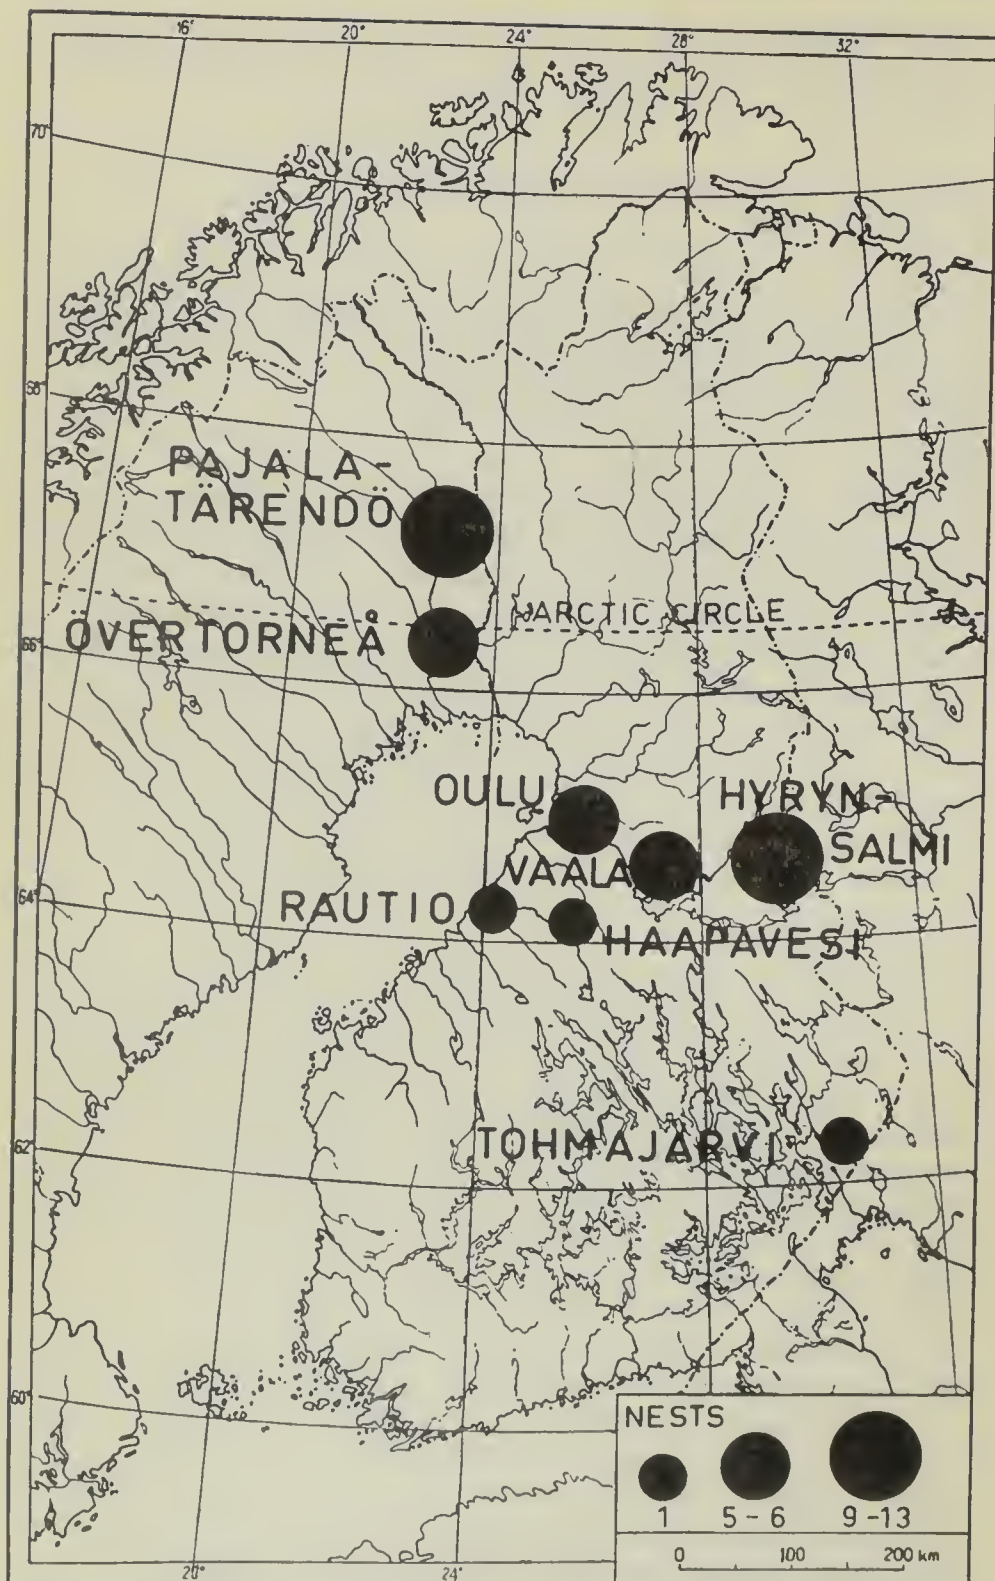 16° 20° 24° 28° 32°
70°
68°
PAJALA-
TÄRENDÖ
ARCTIC CIRCLE
ÖVERTORNEÅ
66°
OULU
HYRYN-
SALMI
VAALA
64°
RAUTIO
HAAPAVESI
62°
TOHMAJÄRVI
60°
NESTS
1 5-6 9-13
0 100 200 km
20° 24°